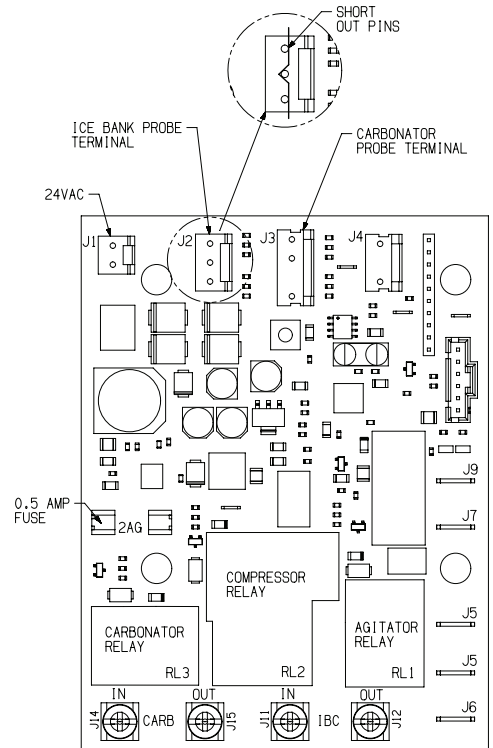 SHORT
OUT PINS
ICE BANK PROBE
TERMINAL
CARBONATOR
PROBE TERMINAL
24VAC
J1
J2
J3
J4
J9
0.5 AMP
FUSE
2AG
J7
COMPRESSOR
RELAY
CARBONATOR
RELAY
AGITATOR
RELAY
J5
RL3
RL2
RL1
J5
IN
OUT
IN
OUT
J14
CARB
J15
J11
IBC
J12
J6